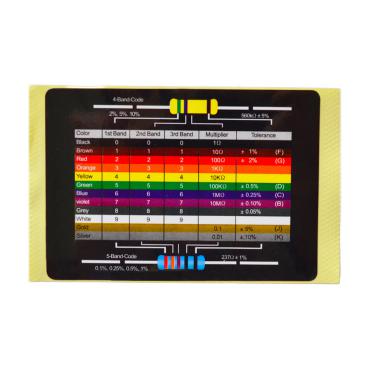 4-Band-Code
2%, 5%, 10%
560k ± 5%
Color 1st Band 2nd Band 3rd Band Multiplier Tolerance
Black 0 0 0 1Ω
Brown 1 1 1 10Ω ± 1% (F)
Red 2 2 2 100Ω ± 2% (G)
Orange 3 3 3 1KΩ
Yellow 4 4 4 10KΩ
Green 5 5 5 100KΩ ± 0.5% (D)
Blue 6 6 6 1MΩ ± 0.25% (C)
violet 7 7 7 10MΩ ± 0.10% (B)
Grey 8 8 8 ± 0.05%
White 9 9 9
Gold 0.1 ± 5% (J)
Silver 0.01 ± 10% (K)
5-Band-Code
237Ω ± 1%
0.1%, 0.25%, 0.5%, 1%